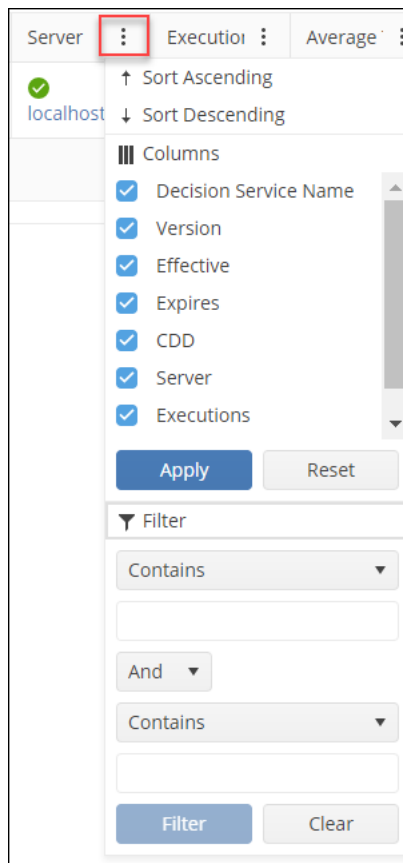 Server Execution Average
Sort Ascending
localhost
Sort Descending
Columns
Decision Service Name
Version
Effective
Expires
CDD
Server
Executions
Apply Reset
Filter
Contains
And
Contains
Filter Clear